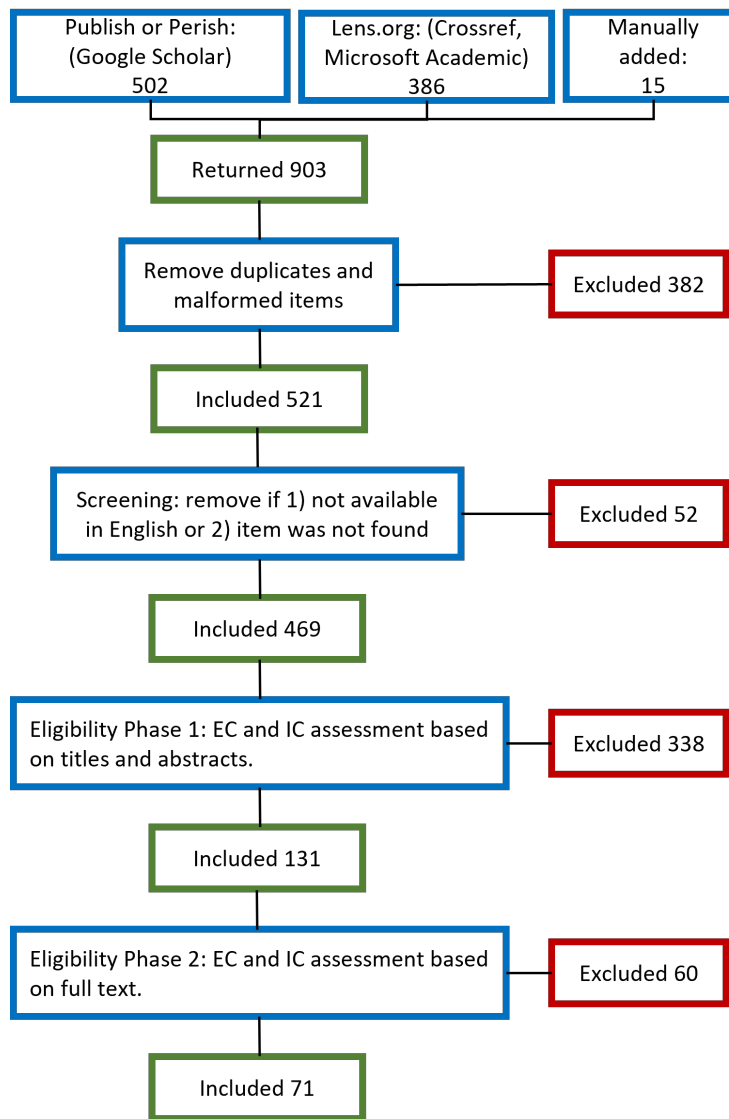 Publish or Perish:
(Google Scholar)
502
Lens.org: (Crossref,
Microsoft Academic)
386
Manually
added:
15
Returned 903
Remove duplicates and
malformed items
Excluded 382
Included 521
Screening: remove if 1) not available
in English or 2) item was not found
Excluded 52
Included 469
Eligibility Phase 1: EC and IC assessment based
on titles and abstracts.
Excluded 338
Included 131
Eligibility Phase 2: EC and IC assessment based
on full text.
Excluded 60
Included 71